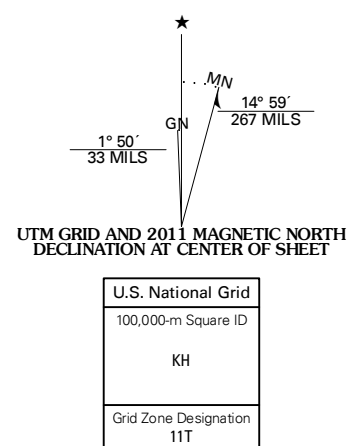 MN
14° 59´
267 MILS
GN
1° 50´
33 MILS
UTM GRID AND 2011 MAGNETIC NORTH
DECLINATION AT CENTER OF SHEET
U.S. National Grid
100,000-m Square ID
KH
Grid Zone Designation
11T